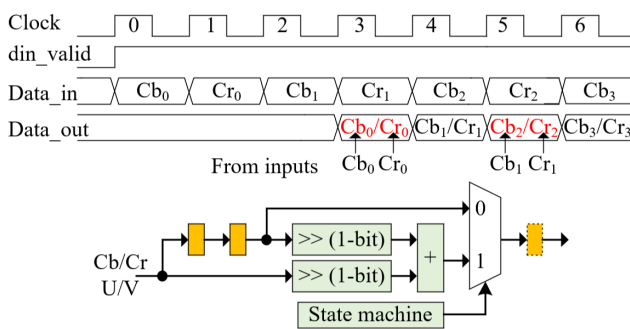 Clock 0 1 2 3 4 5 6
din_valid
Data_in Cb₀ Cr₀ Cb₁ Cr₁ Cb₂ Cr₂ Cb₃
Data_out Cb₀/Cr₀ Cb₁/Cr₁ Cb₂/Cr₂ Cb₃/Cr₃
From inputs Cb₀ Cr₀ Cb₁ Cr₁
0
>> (1-bit)
Cb/Cr
U/V
+
1
>> (1-bit)
State machine